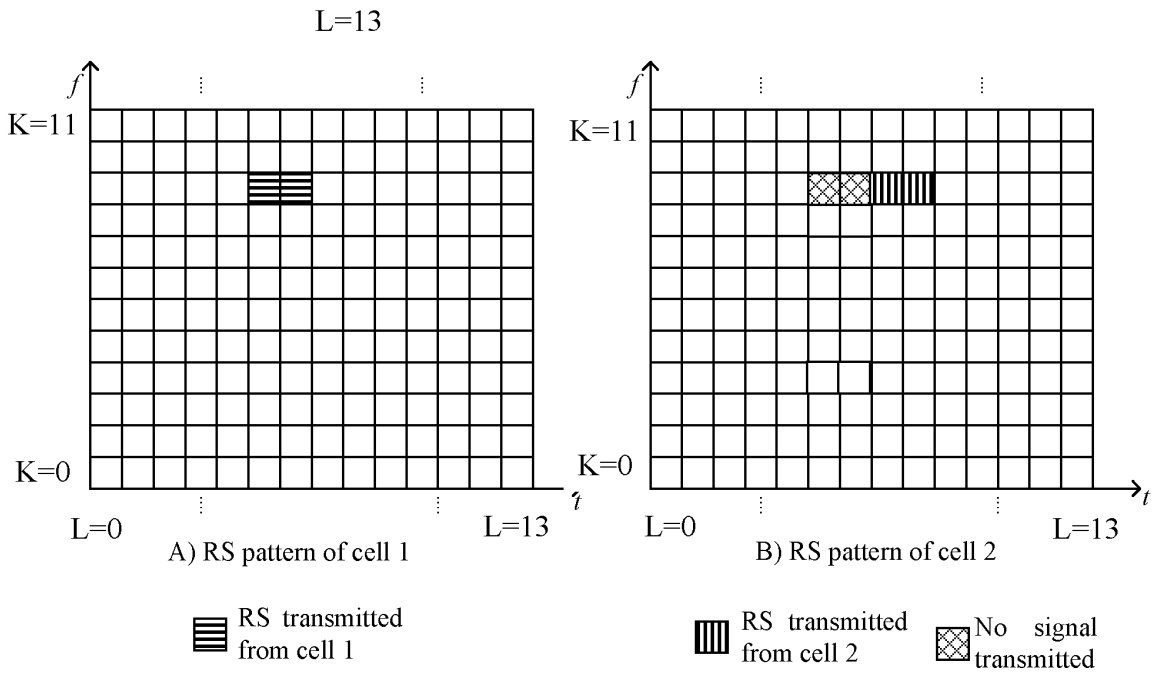 L=13
f
f
K=11
K=11
K=0
K=0
t
t
L=0
L=13
L=0
L=13
A) RS pattern of cell 1
B) RS pattern of cell 2
RS transmitted
from cell 1
RS transmitted
from cell 2
No signal
transmitted